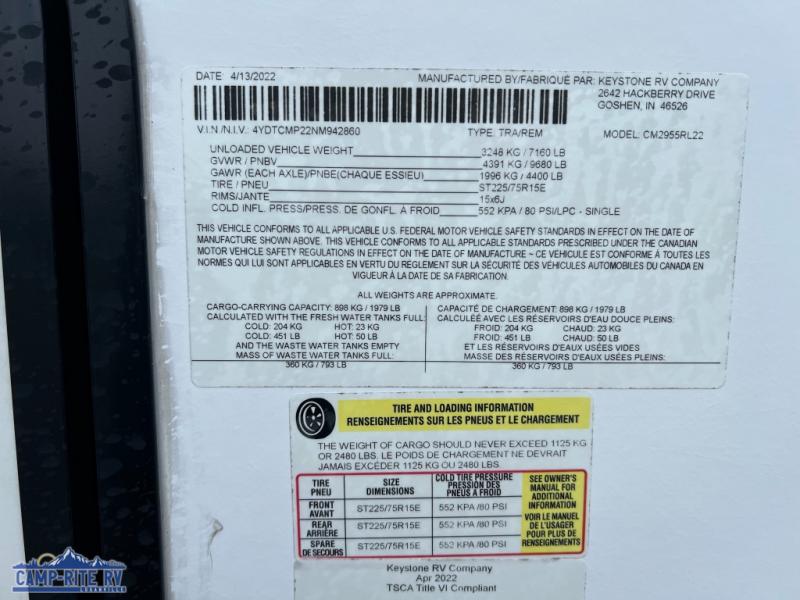 DATE 4/13/2022 MANUFACTURED BY/FABRIQUÉ PAR: KEYSTONE RV COMPANY
2642 HACKBERRY DRIVE
GOSHEN, IN 46526
V.I.N /N.I.V.: 4YDTCMP22NM942860 TYPE: TRA/REM MODEL: CM2955RL22
UNLOADED VEHICLE WEIGHT 3248 KG / 7160 LB
GVWR / PNBV 4391 KG / 9680 LB
GAWR (EACH AXLE)/PNBE(CHAQUE ESSIEU) 1996 KG / 4400 LB
TIRE / PNEU ST225/75R15E
RIMS/JANTE 15x6J
COLD INFL. PRESS/PRESS. DE GONFL. À FROID 552 KPA / 80 PSI/LPC - SINGLE
THIS VEHICLE CONFORMS TO ALL APPLICABLE U.S. FEDERAL MOTOR VEHICLE SAFETY STANDARDS IN EFFECT ON THE DATE OF
MANUFACTURE SHOWN ABOVE. THIS VEHICLE CONFORMS TO ALL APPLICABLE STANDARDS PRESCRIBED UNDER THE CANADIAN
MOTOR VEHICLE SAFETY REGULATIONS IN EFFECT ON THE DATE OF MANUFACTURE ~ CE VÉHICULE EST CONFORME À TOUTES LES
NORMES QUI LUI SONT APPLICABLES EN VERTU DU RÈGLEMENT SUR LA SÉCURITÉ DES VÉHICULES AUTOMOBILES DU CANADA EN
VIGUEUR À LA DATE DE SA FABRICATION.
ALL WEIGHTS ARE APPROXIMATE.
CARGO-CARRYING CAPACITY: 898 KG / 1979 LB
CALCULATED WITH THE FRESH WATER TANKS FULL:
COLD: 204 KG HOT: 23 KG
COLD: 451 LB HOT: 50 LB
AND THE WASTE WATER TANKS EMPTY
MASS OF WASTE WATER TANKS FULL:
360 KG / 793 LB
CAPACITÉ DE CHARGEMENT: 898 KG / 1979 LB
CALCULÉE AVEC LES RÉSERVOIRS D'EAU DOUCE PLEINS:
FROID: 204 KG CHAUD: 23 KG
FROID: 451 LB CHAUD: 50 LB
ET LES RÉSERVOIRS D'EAUX USÉES VIDES
MASSE DES RÉSERVOIRS D'EAUX USÉES PLEINS:
360 KG / 793 LB
TIRE AND LOADING INFORMATION
RENSEIGNEMENTS SUR LES PNEUS ET LE CHARGEMENT
THE WEIGHT OF CARGO SHOULD NEVER EXCEED 1125 KG
OR 2480 LBS. LE POIDS DE CHARGEMENT NE DEVRAIT
JAMAIS EXCÉDER 1125 KG OU 2480 LBS.
TIRE
PNEU
SIZE
DIMENSIONS
COLD TIRE PRESSURE
PRESSION DES
PNEUS À FROID
FRONT
AVANT
ST225/75R15E 552 KPA /80 PSI
REAR
ARRIÈRE
ST225/75R15E 552 KPA /80 PSI
SPARE
DE SECOURS
ST225/75R15E 552 KPA /80 PSI
SEE OWNER'S
MANUAL FOR
ADDITIONAL
INFORMATION
VOIR LE MANUEL
DE L'USAGER
POUR PLUS DE
RENSEIGNEMENTS
Keystone RV Company
Apr 2022
TSCA Title VI Compliant
CAMP-RITE RV
LUCASVILLE